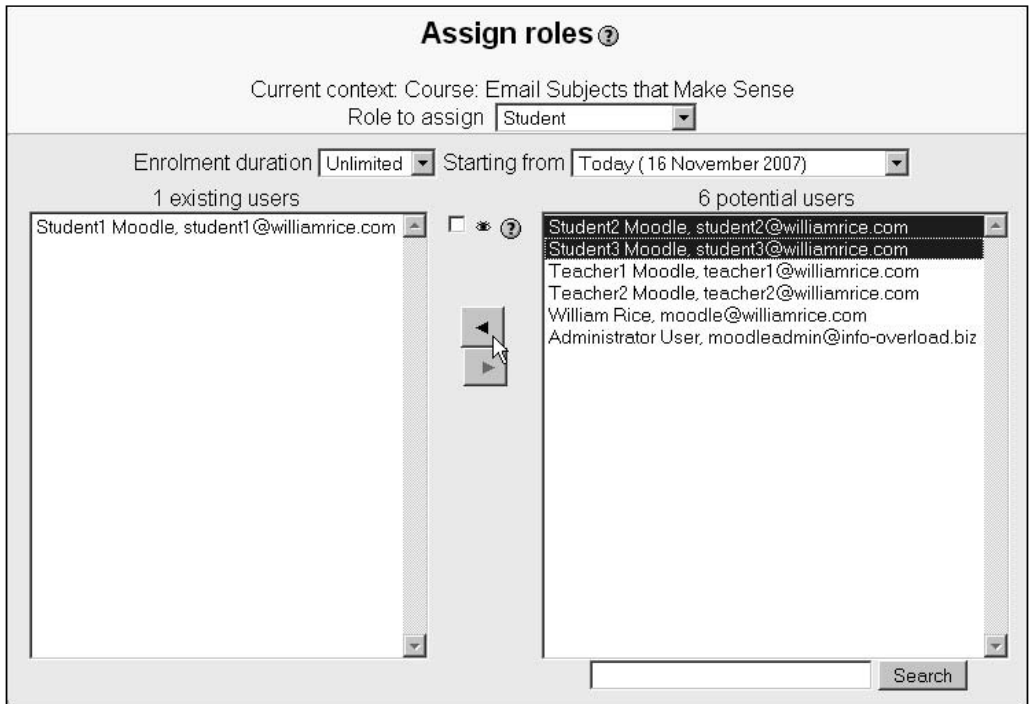 Assign roles ?
Current context: Course: Email Subjects that Make Sense
Role to assign Student
Enrolment duration Unlimited Starting from Today (16 November 2007)
1 existing users
Student1 Moodle, student1@williamrice.com
?
6 potential users
Student2 Moodle, student2@williamrice.com
Student3 Moodle, student3@williamrice.com
Teacher1 Moodle, teacher1@williamrice.com
Teacher2 Moodle, teacher2@williamrice.com
William Rice, moodle@williamrice.com
Administrator User, moodleadmin@info-overload.biz
Search